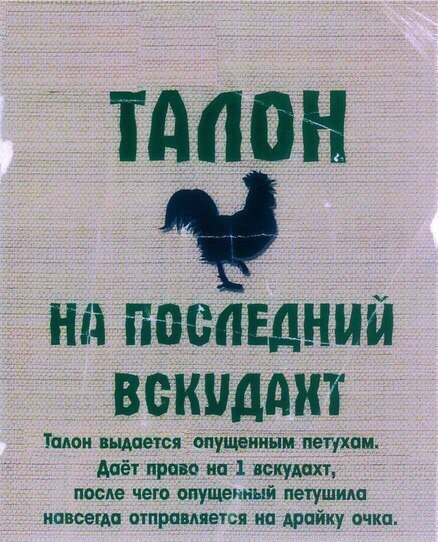 ТАЛОН
НА ПОСЛЕДНИЙ
ВСКУДАХТ
Талон выдается опущенным петухам.
Даёт право на 1 вскудахт,
после чего опущенный петушила
навсегда отправляется на драйку очка.